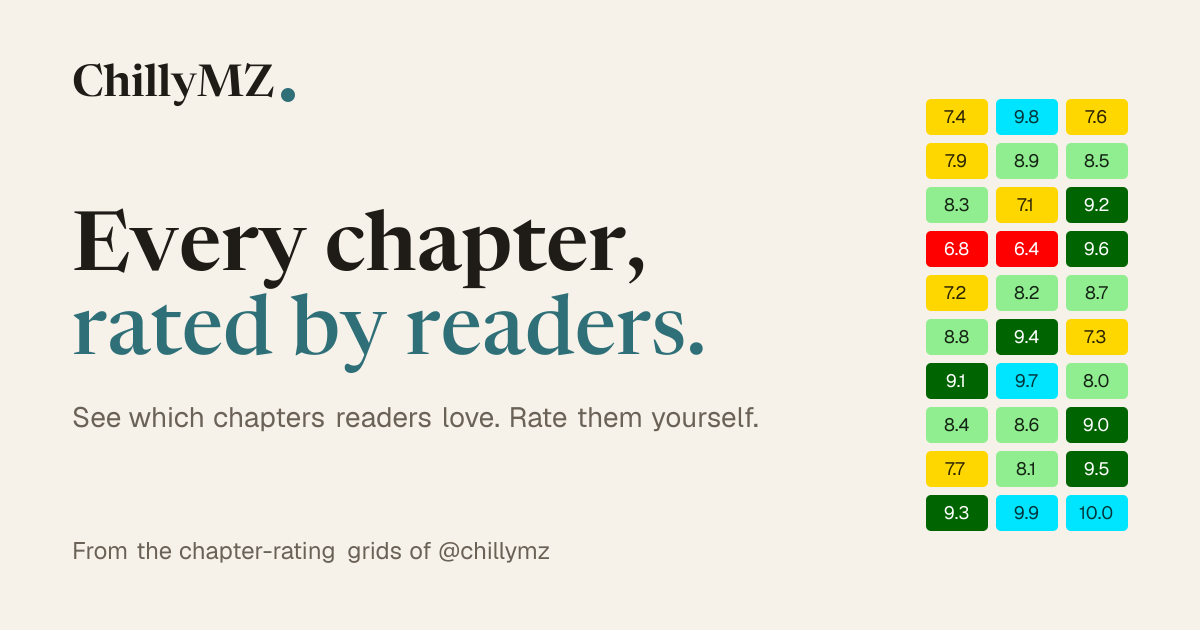 ChillyMZ.
Every chapter,
rated by readers.
See which chapters readers love. Rate them yourself.
From the chapter-rating grids of @chillymz
7.4 9.8 7.6
7.9 8.9 8.5
8.3 7.1 9.2
6.8 6.4 9.6
7.2 8.2 8.7
8.8 9.4 7.3
9.1 9.7 8.0
8.4 8.6 9.0
7.7 8.1 9.5
9.3 9.9 10.0